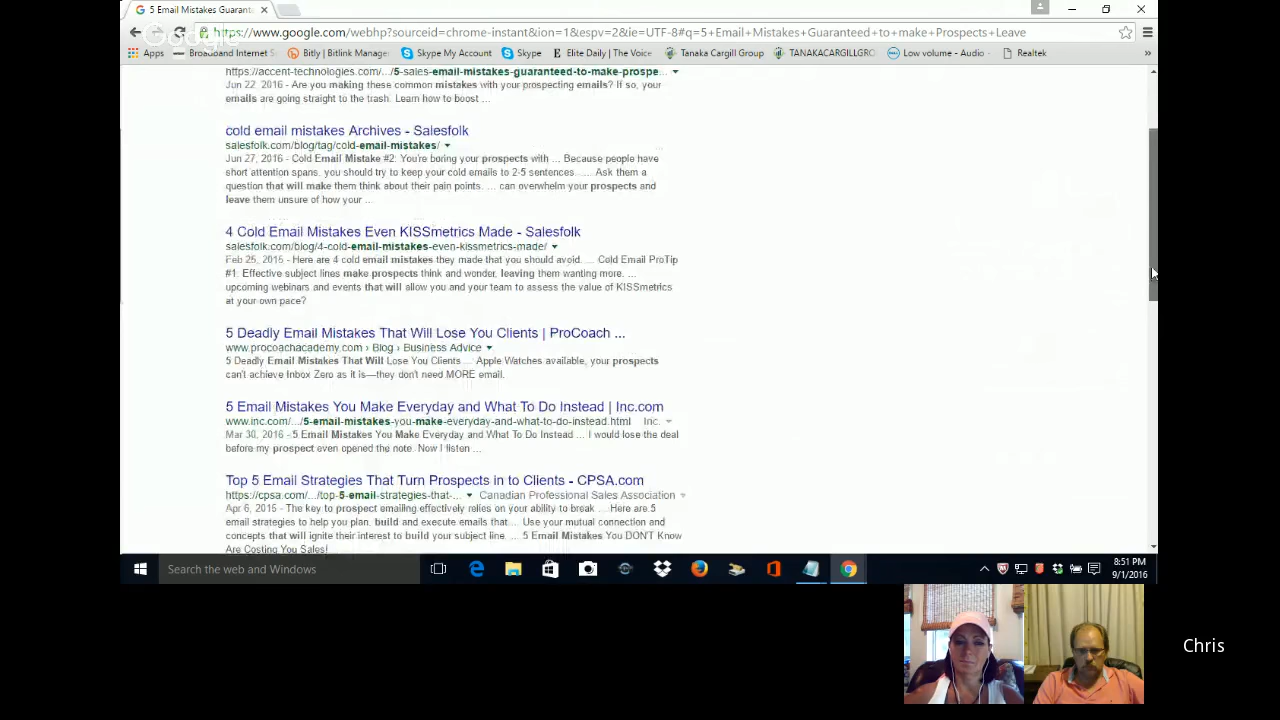 5 Email Mistakes Guarant
https://www.google.com/webhp?sourceid=chrome-instant&ion=1&espv=2&ie=UTF-8#q=5+Email+Mistakes+Guaranteed+to+make+Prospects+Leave
Google
Apps Broadband Internet Se Bitly | Bitlink Manager Skype My Account Skype Elite Daily | The Voice Tanaka Cargill Group TANAKACARGILLGRO Low volume - Audio Realtek »
https://accent-technologies.com/.../5-sales-email-mistakes-guaranteed-to-make-prospe...
Jun 22, 2016 - Are you making these common mistakes with your prospecting emails? If so, your
emails are going straight to the trash. Learn how to boost ...
cold email mistakes Archives - Salesfolk
salesfolk.com/blog/tag/cold-email-mistakes/
Jun 27, 2016 - Cold Email Mistake #2: You're boring your prospects with ... Because people have
short attention spans, you should try to keep your cold emails to 2-5 sentences. ... Ask them a
question that will make them think about their pain points. ... can overwhelm your prospects and
leave them unsure of how your ...
4 Cold Email Mistakes Even KISSmetrics Made - Salesfolk
salesfolk.com/blog/4-cold-email-mistakes-even-kissmetrics-made/
Feb 25, 2015 - Here are 4 cold email mistakes they made that you should avoid. ... Cold Email ProTip
#1. Effective subject lines make prospects think and wonder, leaving them wanting more. ...
upcoming webinars and events that will allow you and your team to assess the value of KISSmetrics
at your own pace?
5 Deadly Email Mistakes That Will Lose You Clients | ProCoach ...
www.procoachacademy.com › Blog › Business Advice
5 Deadly Email Mistakes That Will Lose You Clients ... Apple Watches available, your prospects
can't achieve Inbox Zero as it is—they don't need MORE email.
5 Email Mistakes You Make Everyday and What To Do Instead | Inc.com
www.inc.com/.../5-email-mistakes-you-make-everyday-and-what-to-do-instead.html Inc.
Mar 30, 2016 - 5 Email Mistakes You Make Everyday and What To Do Instead ... I would lose the deal
before my prospect even opened the note. Now I listen ...
Top 5 Email Strategies That Turn Prospects in to Clients - CPSA.com
https://cpsa.com/.../top-5-email-strategies-that-... Canadian Professional Sales Association
Apr 6, 2016 - The key to prospect emailing effectively relies on your ability to break ... Here are 5
email strategies to help you plan, build and execute emails that ... Use your mutual connection and
concepts that will ignite their interest to build your subject line. ... 5 Email Mistakes You DON'T Know
Are Costing You Sales!
Search the web and Windows
8:51 PM
9/1/2016
Chris